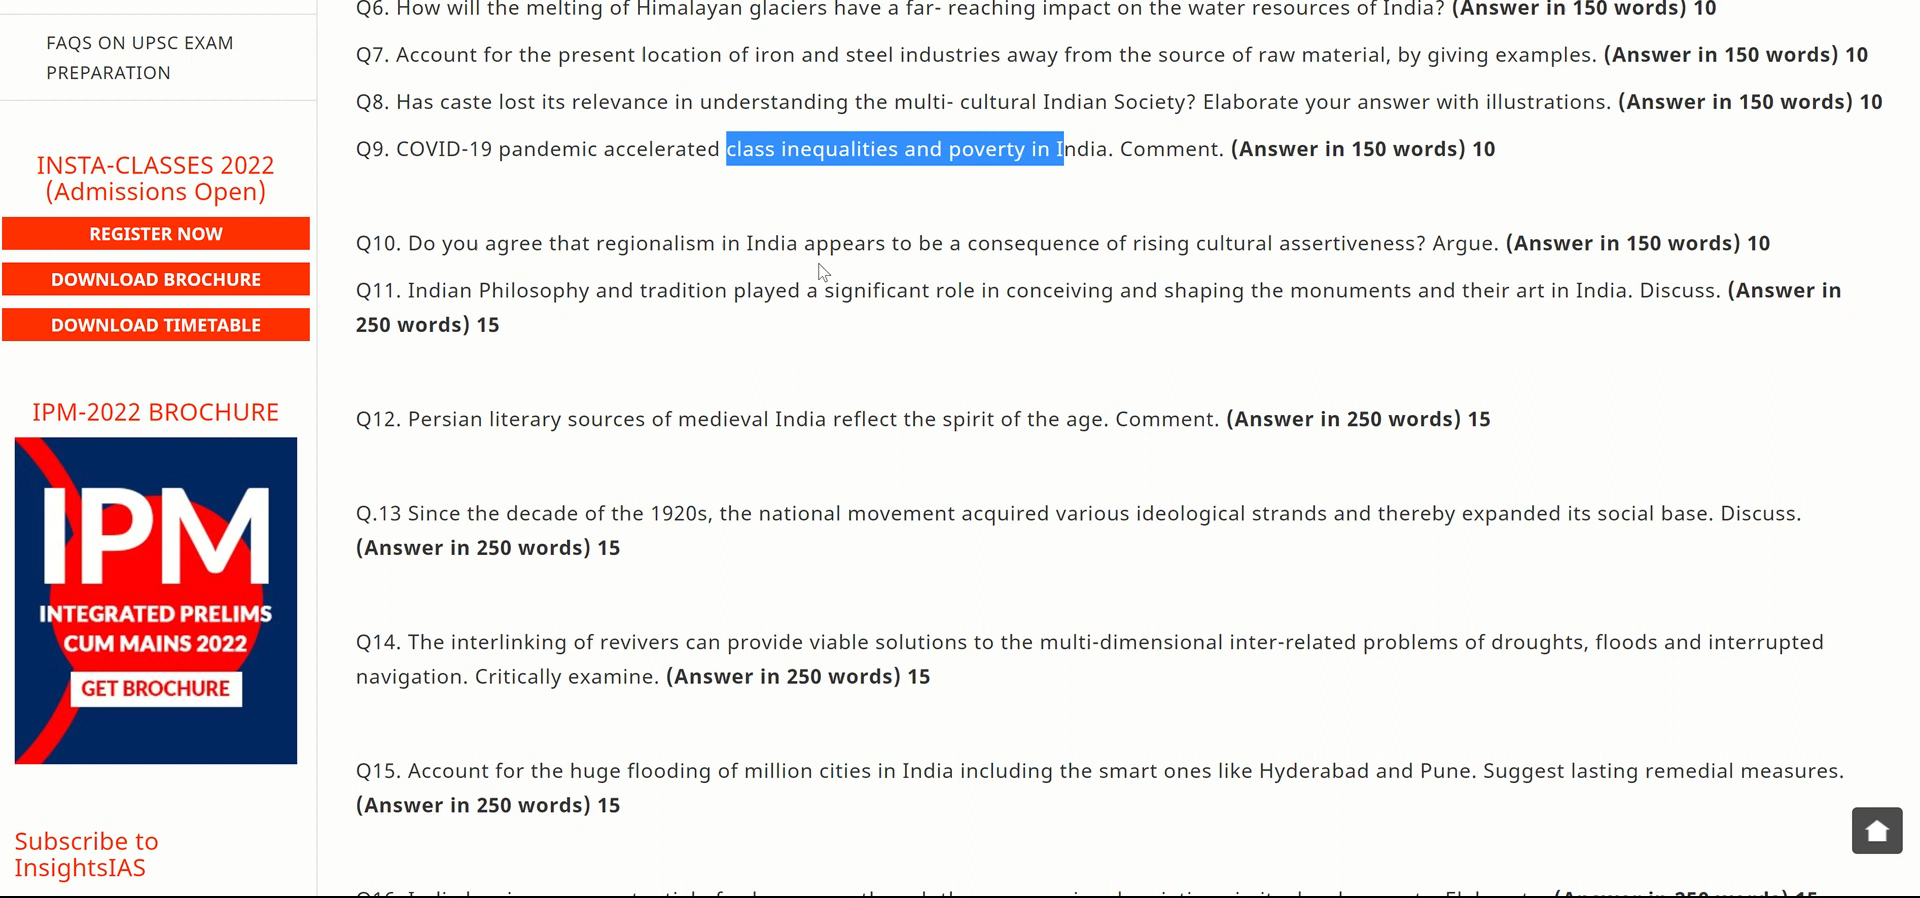 FAQS ON UPSC EXAM
PREPARATION
INSTA-CLASSES 2022
(Admissions Open)
REGISTER NOW
DOWNLOAD BROCHURE
DOWNLOAD TIMETABLE
IPM-2022 BROCHURE
IPM
INTEGRATED PRELIMS
CUM MAINS 2022
GET BROCHURE
Subscribe to
InsightsIAS
Q6. How will the melting of Himalayan glaciers have a far- reaching impact on the water resources of India? (Answer in 150 words) 10
Q7. Account for the present location of iron and steel industries away from the source of raw material, by giving examples. (Answer in 150 words) 10
Q8. Has caste lost its relevance in understanding the multi- cultural Indian Society? Elaborate your answer with illustrations. (Answer in 150 words) 10
Q9. COVID-19 pandemic accelerated class inequalities and poverty in India. Comment. (Answer in 150 words) 10
Q10. Do you agree that regionalism in India appears to be a consequence of rising cultural assertiveness? Argue. (Answer in 150 words) 10
Q11. Indian Philosophy and tradition played a significant role in conceiving and shaping the monuments and their art in India. Discuss. (Answer in
250 words) 15
Q12. Persian literary sources of medieval India reflect the spirit of the age. Comment. (Answer in 250 words) 15
Q.13 Since the decade of the 1920s, the national movement acquired various ideological strands and thereby expanded its social base. Discuss.
(Answer in 250 words) 15
Q14. The interlinking of revivers can provide viable solutions to the multi-dimensional inter-related problems of droughts, floods and interrupted
navigation. Critically examine. (Answer in 250 words) 15
Q15. Account for the huge flooding of million cities in India including the smart ones like Hyderabad and Pune. Suggest lasting remedial measures.
(Answer in 250 words) 15